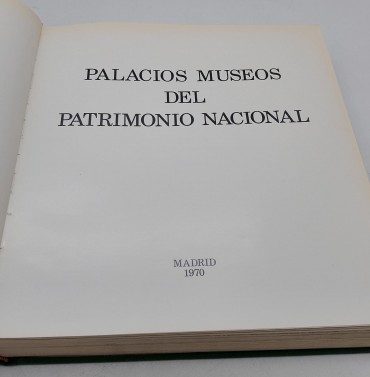 PALACIOS MUSEOS
DEL
PATRIMONIO NACIONAL
MADRID
1970